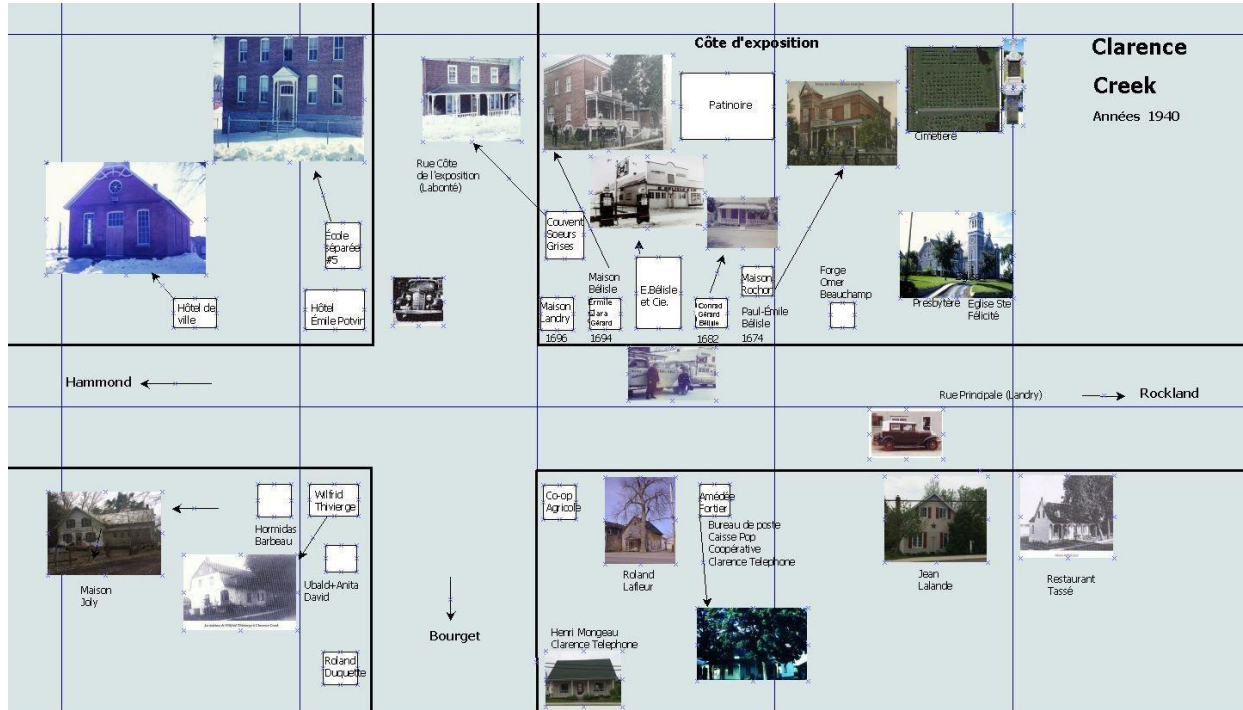 Côte d'exposition
Clarence
Creek
Années 1940
Patinoire
Cimetière
Rue Côte
de l'exposition
(Labonté)
Couvent
Soeurs
Grises
École
séparée
#5
Hôtel de
ville
Hôtel
Émile Potvin
Maison
Bélisle
Maison
Landry
1696
Ermille
Clara
Gérard
1694
E.Bélisle
et Cie.
Conrad
Gérard
Bélisle
1682
Maison
Rochon
Paul-Émile
Bélisle
1674
Forge
Omer
Beauchamp
Presbytère
Eglise Ste
Félicité
Hammond
Rue Principale (Landry)
Rockland
Maison
Joly
Hormidas
Barbeau
Wilfrid
Thivierge
Ubald+Anita
David
Roland
Duquette
Bourget
Co-op
Agricole
Roland
Lafleur
Amédée
Fortier
Bureau de poste
Caisse Pop
Coopérative
Clarence Telephone
Henri Mongeau
Clarence Telephone
Jean
Lalande
Restaurant
Tassé